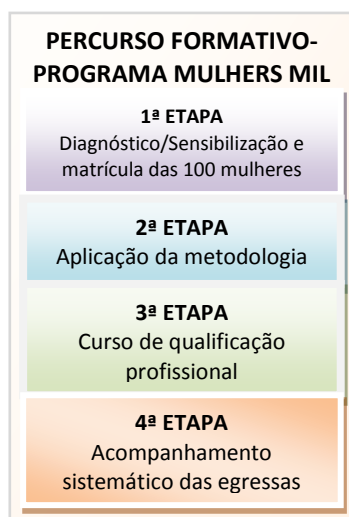 PERCURSO FORMATIVO-
PROGRAMA MULHERS MIL
1ª ETAPA
Diagnóstico/Sensibilização e
matrícula das 100 mulheres
2ª ETAPA
Aplicação da metodologia
3ª ETAPA
Curso de qualificação
profissional
4ª ETAPA
Acompanhamento
sistemático das egressas